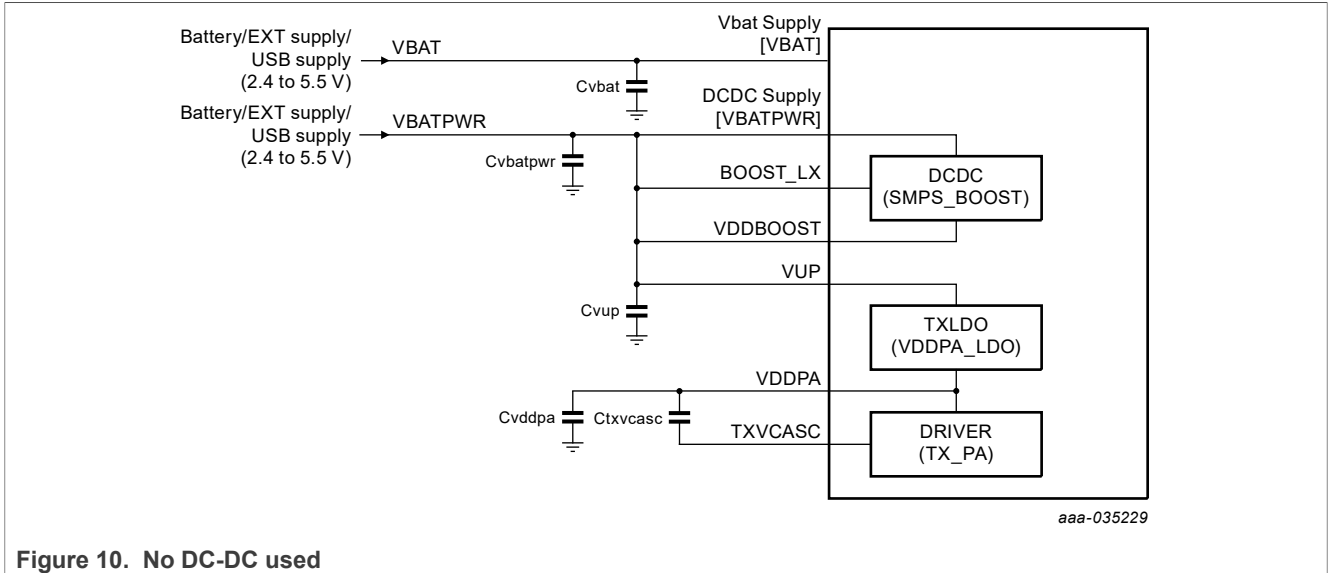 Battery/EXT supply/
USB supply
(2.4 to 5.5 V)
VBAT
Vbat Supply
[VBAT]
Cvbat
Battery/EXT supply/
USB supply
(2.4 to 5.5 V)
VBATPWR
DCDC Supply
[VBATPWR]
Cvbatpwr
BOOST_LX
DCDC
(SMPS_BOOST)
VDDBOOST
VUP
Cvup
TXLDO
(VDDPA_LDO)
VDDPA
Cvddpa
Ctxvcasc
TXVCASC
DRIVER
(TX_PA)
aaa-035229
Figure 10. No DC-DC used